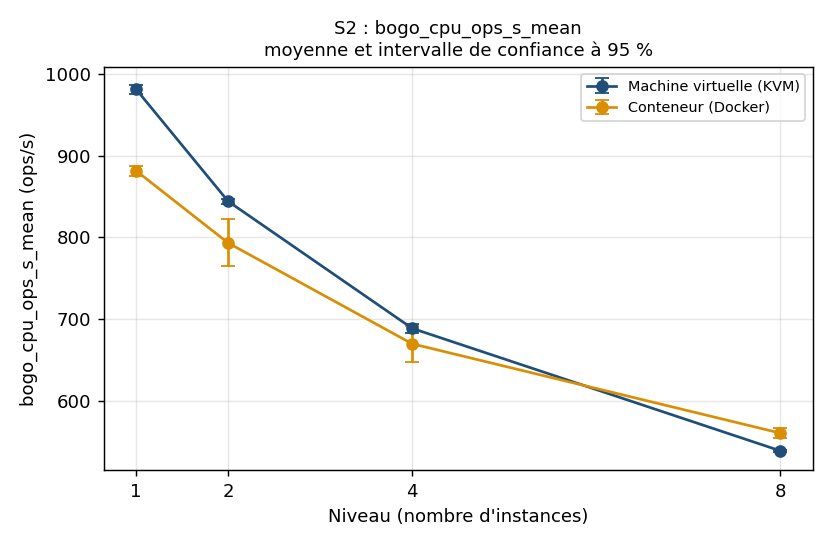 S2 : bogo_cpu_ops_s_mean
moyenne et intervalle de confiance à 95 %
Machine virtuelle (KVM)
Conteneur (Docker)
bogo_cpu_ops_s_mean (ops/s)
1000
900
800
700
600
1 2 4 8
Niveau (nombre d'instances)